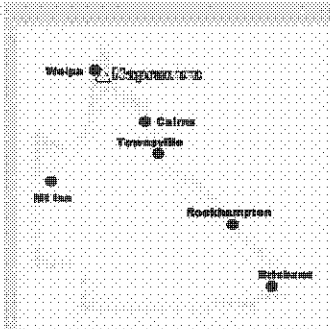 Weipa
Cairns
Townsville
Mt Isa
Rockhampton
Brisbane